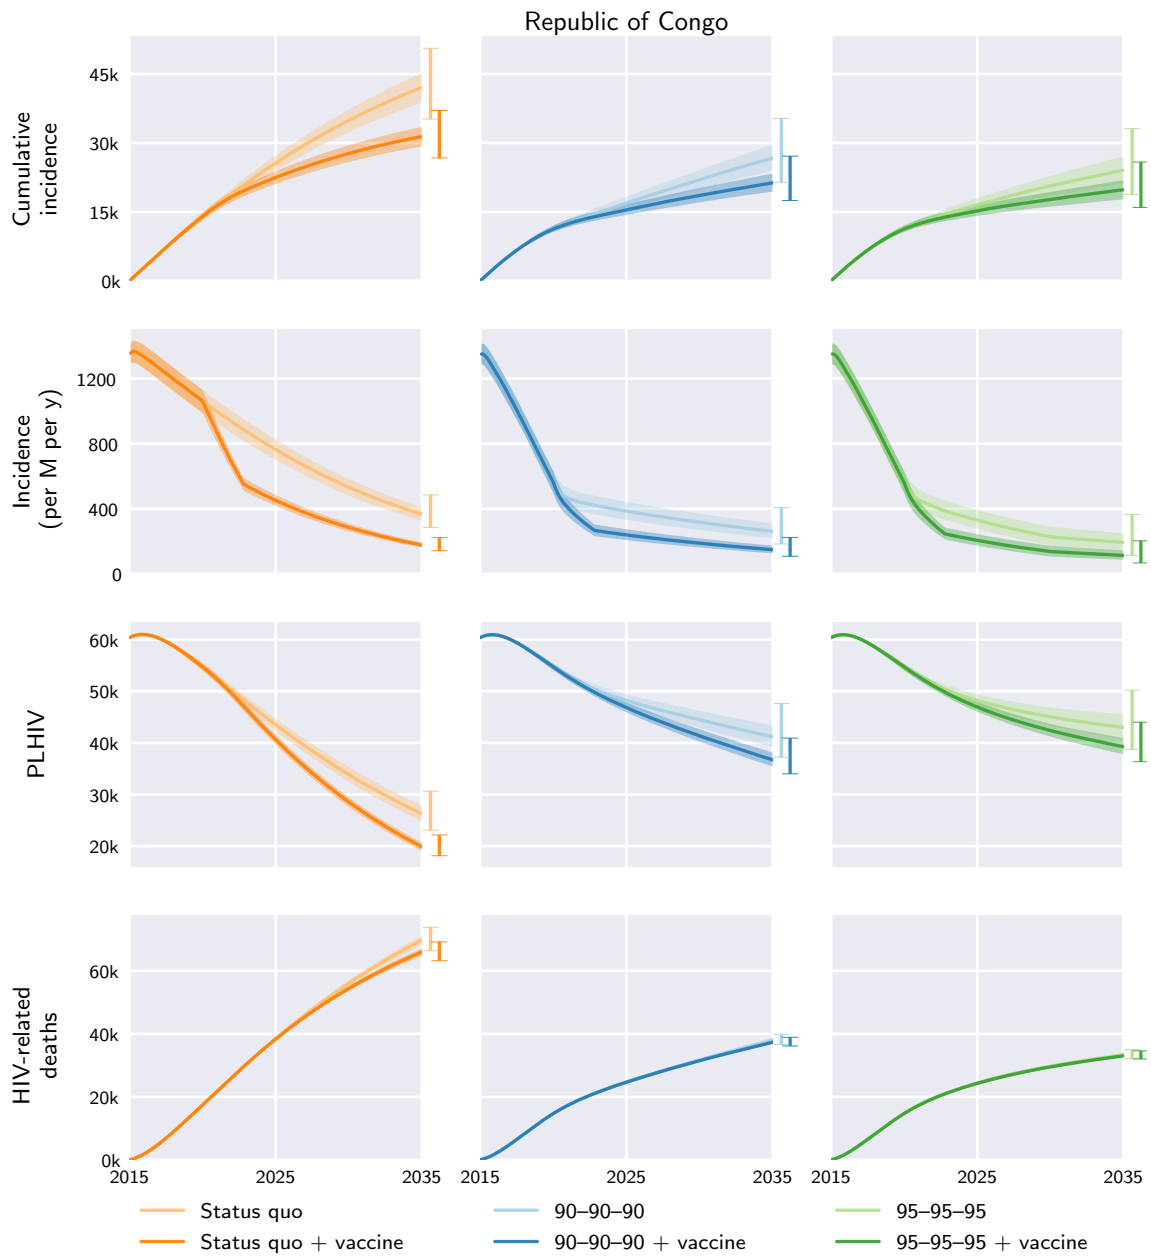 Republic of Congo
Cumulative
incidence
45k
30k
15k
0k
Incidence
(per M per y)
1200
800
400
0
PLHIV
60k
50k
40k
30k
20k
HIV-related
deaths
60k
40k
20k
0k
2015 2025 2035 2015 2025 2035 2015 2025 2035
Status quo 90–90–90 95–95–95
Status quo + vaccine 90–90–90 + vaccine 95–95–95 + vaccine